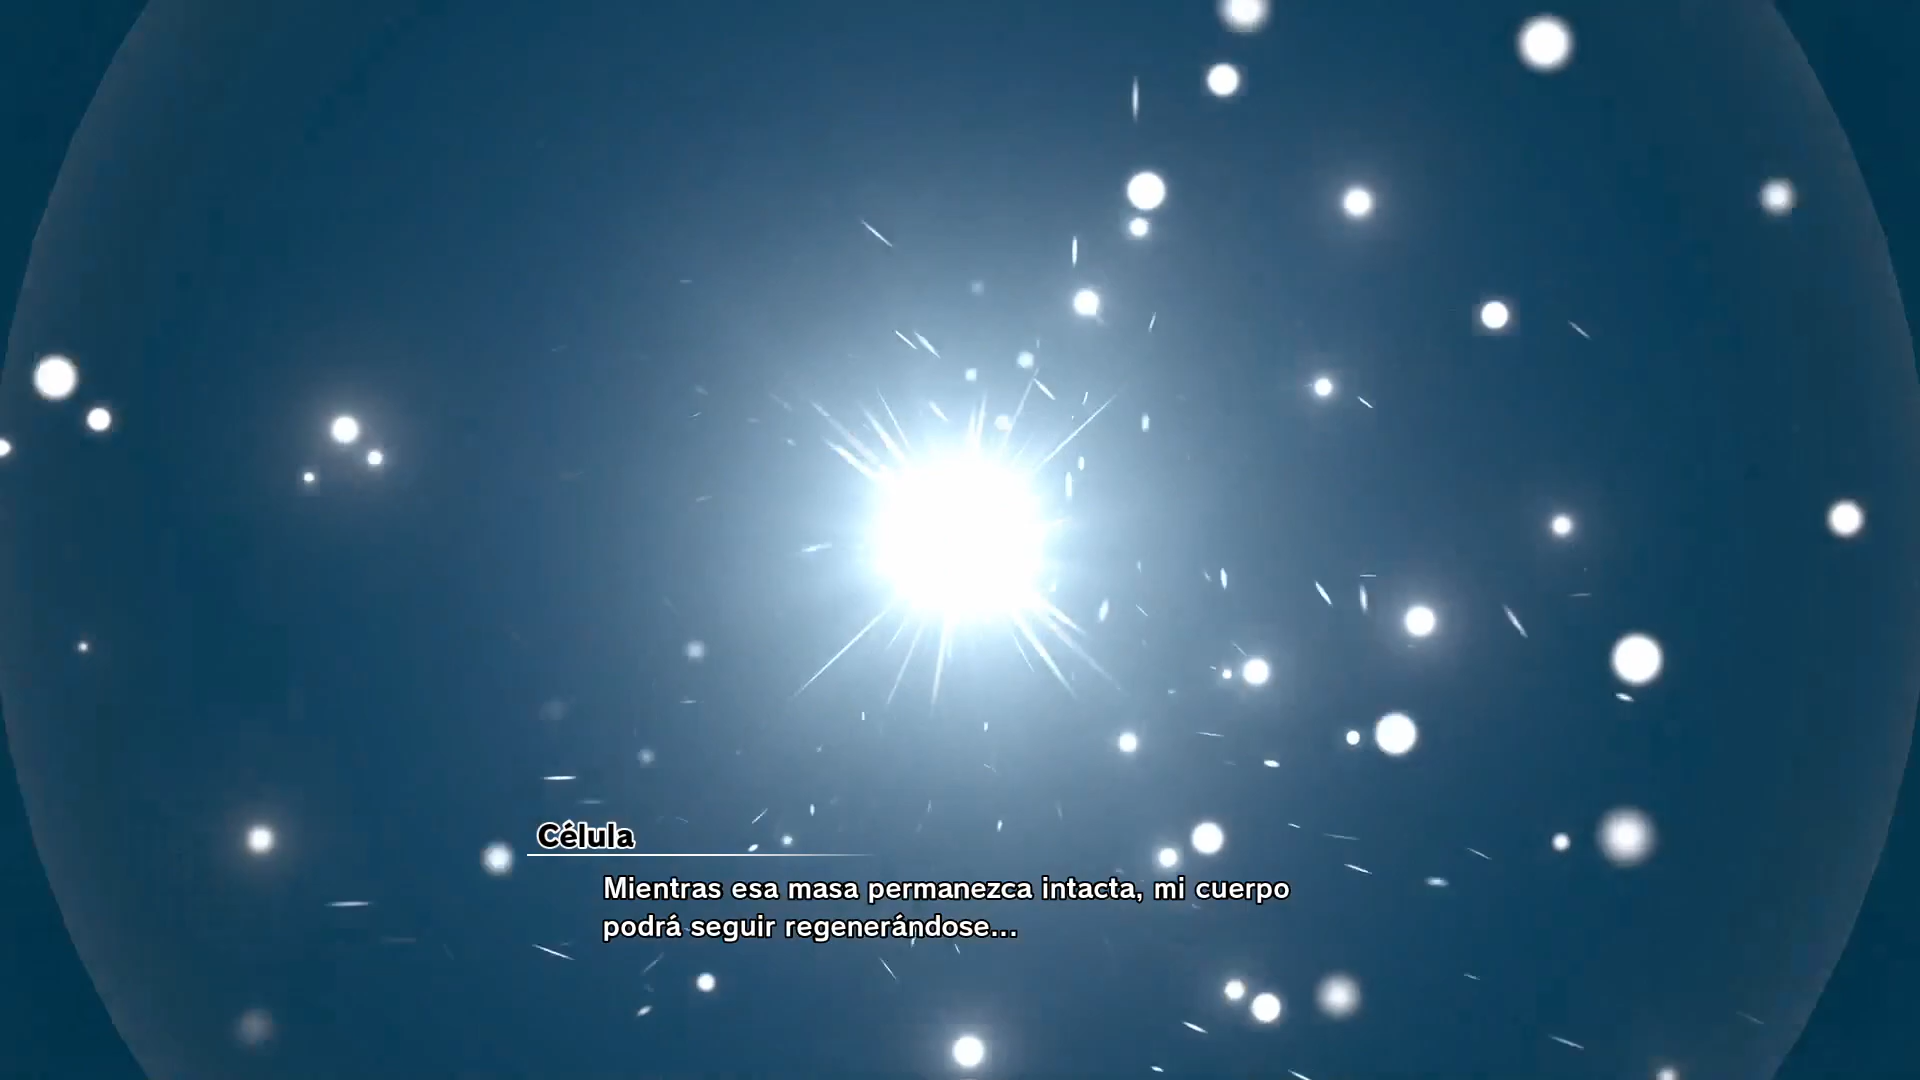 Célula
Mientras esa masa permanezca intacta, mi cuerpo
podrá seguir regenerándose...